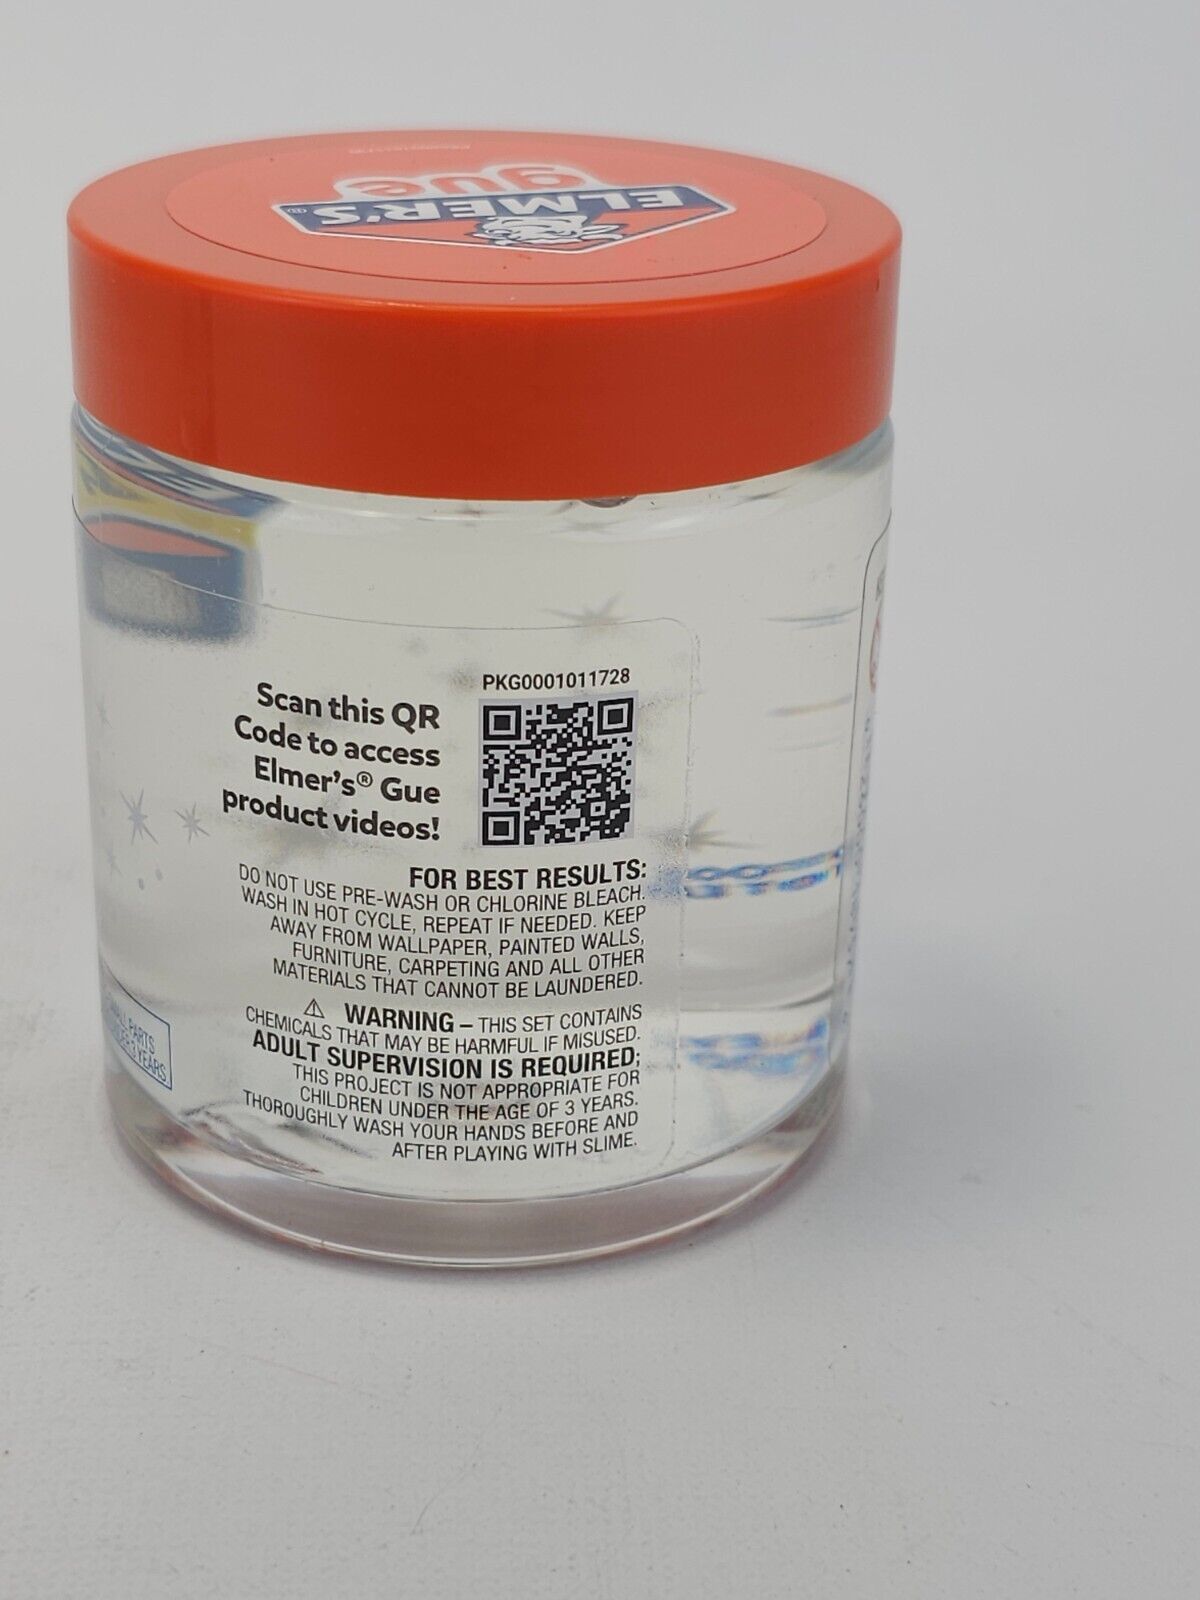 ELMER'S®
gue
PKG0001011728
Scan this QR
Code to access
Elmer's® Gue
product videos!
FOR BEST RESULTS:
DO NOT USE PRE-WASH OR CHLORINE BLEACH.
WASH IN HOT CYCLE, REPEAT IF NEEDED. KEEP
AWAY FROM WALLPAPER, PAINTED WALLS,
FURNITURE, CARPETING AND ALL OTHER
MATERIALS THAT CANNOT BE LAUNDERED.
⚠ WARNING – THIS SET CONTAINS
CHEMICALS THAT MAY BE HARMFUL IF MISUSED.
ADULT SUPERVISION IS REQUIRED;
THIS PROJECT IS NOT APPROPRIATE FOR
CHILDREN UNDER THE AGE OF 3 YEARS.
THOROUGHLY WASH YOUR HANDS BEFORE AND
AFTER PLAYING WITH SLIME.
PARTS
3 YEARS